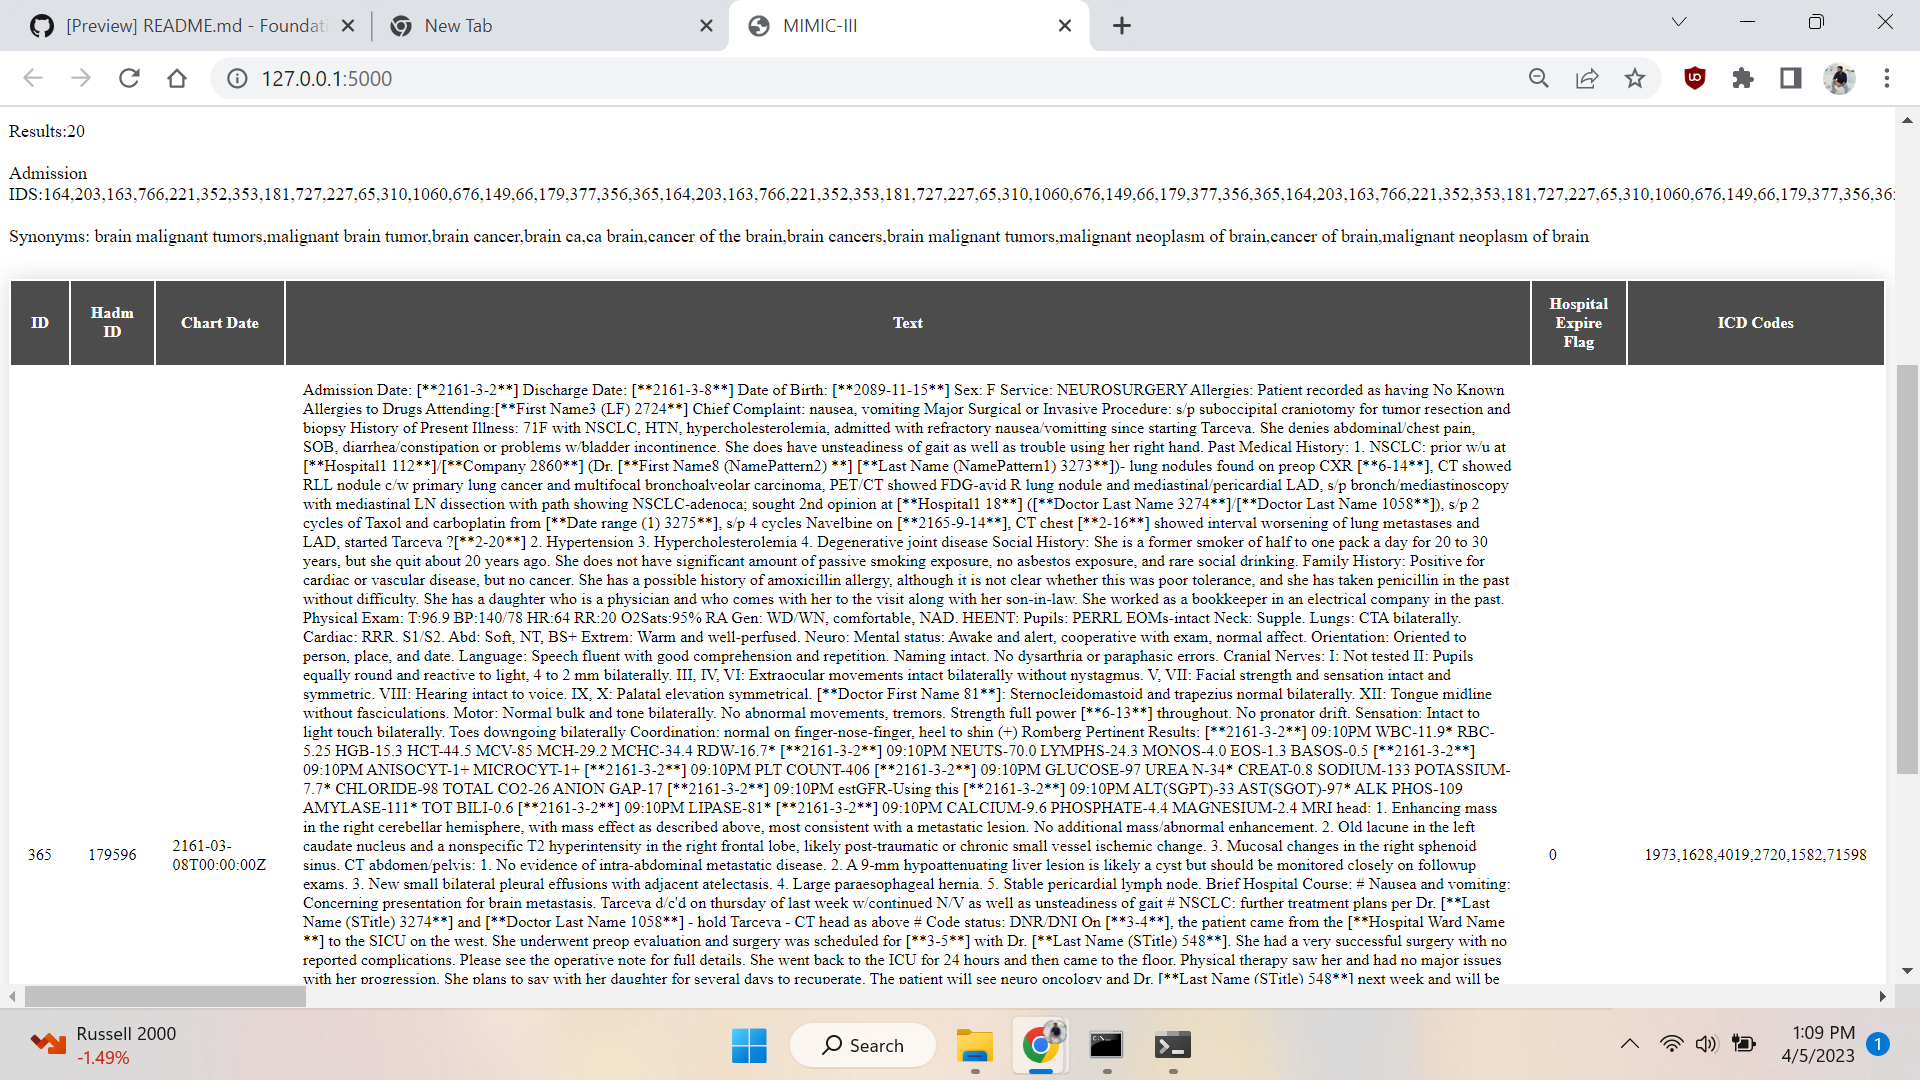 [Preview] README.md - Foundati
New Tab
MIMIC-III
127.0.0.1:5000
Results:20
Admission
IDS:164,203,163,766,221,352,353,181,727,227,65,310,1060,676,149,66,179,377,356,365,164,203,163,766,221,352,353,181,727,227,65,310,1060,676,149,66,179,377,356,365,164,203,163,766,221,352,353,181,727,227,65,310,1060,676,149,66,179,377,356,36
Synonyms: brain malignant tumors,malignant brain tumor,brain cancer,brain ca,ca brain,cancer of the brain,brain cancers,brain malignant tumors,malignant neoplasm of brain,cancer of brain,malignant neoplasm of brain
ID
Hadm
ID
Chart Date
Text
Hospital
Expire
Flag
ICD Codes
365
179596
2161-03-
08T00:00:00Z
Admission Date: [**2161-3-2**] Discharge Date: [**2161-3-8**] Date of Birth: [**2089-11-15**] Sex: F Service: NEUROSURGERY Allergies: Patient recorded as having No Known
Allergies to Drugs Attending:[**First Name3 (LF) 2724**] Chief Complaint: nausea, vomiting Major Surgical or Invasive Procedure: s/p suboccipital craniotomy for tumor resection and
biopsy History of Present Illness: 71F with NSCLC, HTN, hypercholesterolemia, admitted with refractory nausea/vomitting since starting Tarceva. She denies abdominal/chest pain,
SOB, diarrhea/constipation or problems w/bladder incontinence. She does have unsteadiness of gait as well as trouble using her right hand. Past Medical History: 1. NSCLC: prior w/u at
[**Hospital1 112**]/[**Company 2860**] (Dr. [**First Name8 (NamePattern2) **] [**Last Name (NamePattern1) 3273**])- lung nodules found on preop CXR [**6-14**], CT showed
RLL nodule c/w primary lung cancer and multifocal bronchoalveolar carcinoma, PET/CT showed FDG-avid R lung nodule and mediastinal/pericardial LAD, s/p bronch/mediastinoscopy
with mediastinal LN dissection with path showing NSCLC-adenoca; sought 2nd opinion at [**Hospital1 18**] ([**Doctor Last Name 3274**]/[**Doctor Last Name 1058**]), s/p 2
cycles of Taxol and carboplatin from [**Date range (1) 3275**], s/p 4 cycles Navelbine on [**2165-9-14**], CT chest [**2-16**] showed interval worsening of lung metastases and
LAD, started Tarceva ?[**2-20**] 2. Hypertension 3. Hypercholesterolemia 4. Degenerative joint disease Social History: She is a former smoker of half to one pack a day for 20 to 30
years, but she quit about 20 years ago. She does not have significant amount of passive smoking exposure, no asbestos exposure, and rare social drinking. Family History: Positive for
cardiac or vascular disease, but no cancer. She has a possible history of amoxicillin allergy, although it is not clear whether this was poor tolerance, and she has taken penicillin in the past
without difficulty. She has a daughter who is a physician and who comes with her to the visit along with her son-in-law. She worked as a bookkeeper in an electrical company in the past.
Physical Exam: T:96.9 BP:140/78 HR:64 RR:20 O2Sats:95% RA Gen: WD/WN, comfortable, NAD. HEENT: Pupils: PERRL EOMs-intact Neck: Supple. Lungs: CTA bilaterally.
Cardiac: RRR. S1/S2. Abd: Soft, NT, BS+ Extrem: Warm and well-perfused. Neuro: Mental status: Awake and alert, cooperative with exam, normal affect. Orientation: Oriented to
person, place, and date. Language: Speech fluent with good comprehension and repetition. Naming intact. No dysarthria or paraphasic errors. Cranial Nerves: I: Not tested II: Pupils
equally round and reactive to light, 4 to 2 mm bilaterally. III, IV, VI: Extraocular movements intact bilaterally without nystagmus. V, VII: Facial strength and sensation intact and
symmetric. VIII: Hearing intact to voice. IX, X: Palatal elevation symmetrical. [**Doctor First Name 81**]: Sternocleidomastoid and trapezius normal bilaterally. XII: Tongue midline
without fasciculations. Motor: Normal bulk and tone bilaterally. No abnormal movements, tremors. Strength full power [**6-13**] throughout. No pronator drift. Sensation: Intact to
light touch bilaterally. Toes downgoing bilaterally Coordination: normal on finger-nose-finger, heel to shin (+) Romberg Pertinent Results: [**2161-3-2**] 09:10PM WBC-11.9* RBC-
5.25 HGB-15.3 HCT-44.5 MCV-85 MCH-29.2 MCHC-34.4 RDW-16.7* [**2161-3-2**] 09:10PM NEUTS-70.0 LYMPHS-24.3 MONOS-4.0 EOS-1.3 BASOS-0.5 [**2161-3-2**]
09:10PM ANISOCYT-1+ MICROCYT-1+ [**2161-3-2**] 09:10PM PLT COUNT-406 [**2161-3-2**] 09:10PM GLUCOSE-97 UREA N-34* CREAT-0.8 SODIUM-133 POTASSIUM-
7.7* CHLORIDE-98 TOTAL CO2-26 ANION GAP-17 [**2161-3-2**] 09:10PM estGFR-Using this [**2161-3-2**] 09:10PM ALT(SGPT)-33 AST(SGOT)-97* ALK PHOS-109
AMYLASE-111* TOT BILI-0.6 [**2161-3-2**] 09:10PM LIPASE-81* [**2161-3-2**] 09:10PM CALCIUM-9.6 PHOSPHATE-4.4 MAGNESIUM-2.4 MRI head: 1. Enhancing mass
in the right cerebellar hemisphere, with mass effect as described above, most consistent with a metastatic lesion. No additional mass/abnormal enhancement. 2. Old lacune in the left
caudate nucleus and a nonspecific T2 hyperintensity in the right frontal lobe, likely post-traumatic or chronic small vessel ischemic change. 3. Mucosal changes in the right sphenoid
sinus. CT abdomen/pelvis: 1. No evidence of intra-abdominal metastatic disease. 2. A 9-mm hypoattenuating liver lesion is likely a cyst but should be monitored closely on followup
exams. 3. New small bilateral pleural effusions with adjacent atelectasis. 4. Large paraesophageal hernia. 5. Stable pericardial lymph node. Brief Hospital Course: # Nausea and vomiting:
Concerning presentation for brain metastasis. Tarceva d/c'd on thursday of last week w/continued N/V as well as unsteadiness of gait # NSCLC: further treatment plans per Dr. [**Last
Name (STitle) 3274**] and [**Doctor Last Name 1058**] - hold Tarceva - CT head as above # Code status: DNR/DNI On [**3-4**], the patient came from the [**Hospital Ward Name
**] to the SICU on the west. She underwent preop evaluation and surgery was scheduled for [**3-5**] with Dr. [**Last Name (STitle) 548**]. She had a very successful surgery with no
reported complications. Please see the operative note for full details. She went back to the ICU for 24 hours and then came to the floor. Physical therapy saw her and had no major issues
with her progression. She plans to say with her daughter for several days to recuperate. The patient will see neuro oncology and Dr. [**Last Name (STitle) 548**] next week and will be
0
1973,1628,4019,2720,1582,71598
Russell 2000
-1.49%
Search
1:09 PM
4/5/2023
1